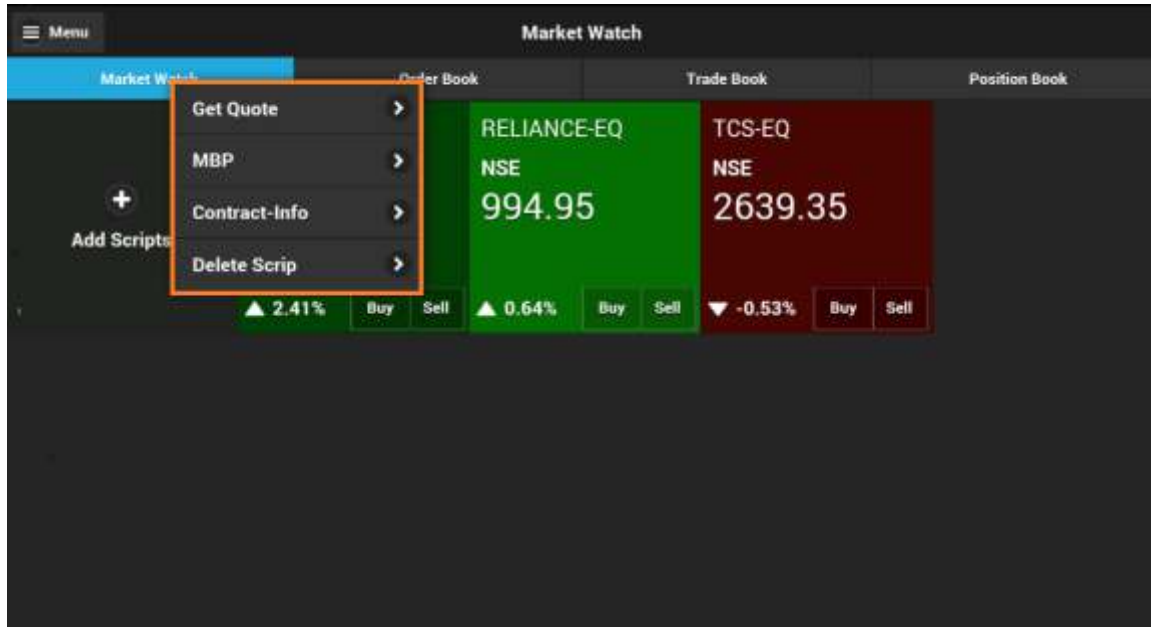 Menu
Market Watch
Market Watch
Order Book
Trade Book
Position Book
Get Quote
MBP
Contract-Info
Delete Scrip
Add Scripts
2.41%
Buy
Sell
RELIANCE-EQ
NSE
994.95
0.64%
Buy
Sell
TCS-EQ
NSE
2639.35
-0.53%
Buy
Sell